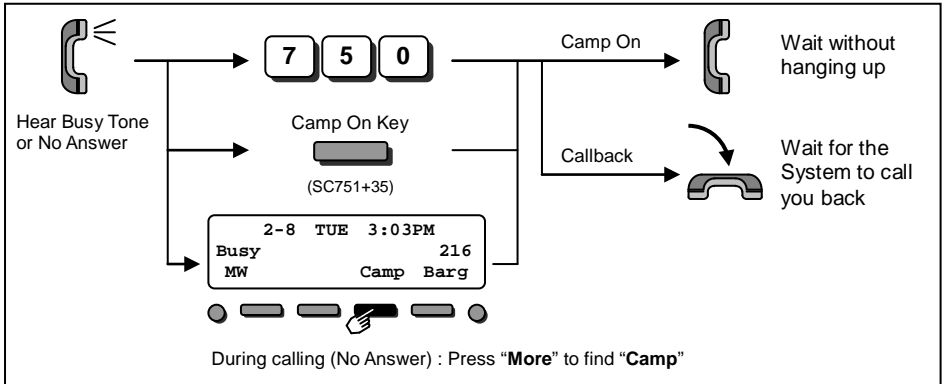 Hear Busy Tone
or No Answer
7 5 0
Camp On Key
(SC751+35)
2-8 TUE 3:03PM
Busy 216
MW Camp Barg
During calling (No Answer) : Press “More” to find “Camp”
Camp On
Wait without
hanging up
Callback
Wait for the
System to call
you back